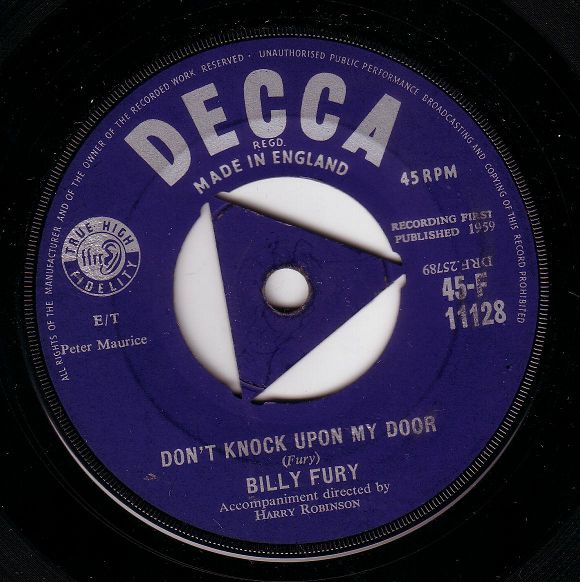 ALL RIGHTS OF THE MANUFACTURER AND OF THE OWNER OF THE RECORDED WORK RESERVED · UNAUTHORISED PUBLIC PERFORMANCE BROADCASTING AND COPYING OF THIS RECORD PROHIBITED
DECCA
REGD.
MADE IN ENGLAND
45 RPM
RECORDING FIRST
PUBLISHED 1959
TRUE HIGH
ffrr
FIDELITY
DRF.25789
45-F
11128
E/T
Peter Maurice
DON'T KNOCK UPON MY DOOR
(Fury)
BILLY FURY
Accompaniment directed by
HARRY ROBINSON